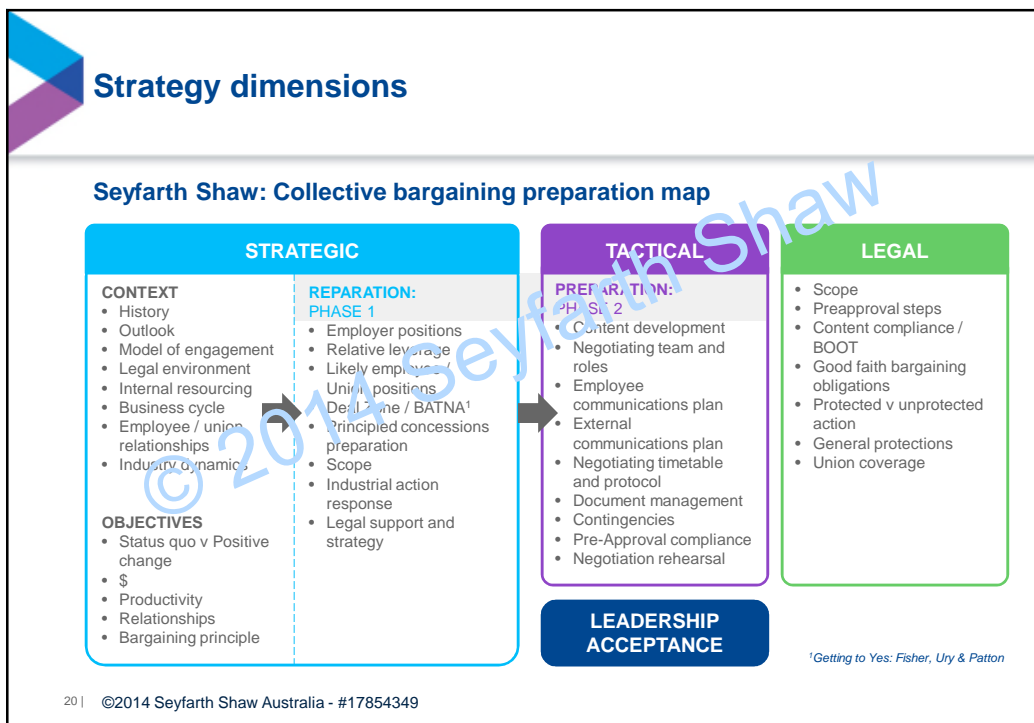 Strategy dimensions
Seyfarth Shaw: Collective bargaining preparation map
STRATEGIC
CONTEXT
• History
• Outlook
• Model of engagement
• Legal environment
• Internal resourcing
• Business cycle
• Employee / union
relationships
• Industry dynamics
OBJECTIVES
• Status quo v Positive
change
• $
• Productivity
• Relationships
• Bargaining principle
REPARATION:
PHASE 1
• Employer positions
• Relative leverage
• Likely employee /
Union positions
• Deal Zone / BATNA¹
• Principled concessions
preparation
• Scope
• Industrial action
response
• Legal support and
strategy
TACTICAL
PREPARATION:
PHASE 2
• Content development
• Negotiating team and
roles
• Employee
communications plan
• External
communications plan
• Negotiating timetable
and protocol
• Document management
• Contingencies
• Pre-Approval compliance
• Negotiation rehearsal
LEADERSHIP
ACCEPTANCE
LEGAL
• Scope
• Preapproval steps
• Content compliance /
BOOT
• Good faith bargaining
obligations
• Protected v unprotected
action
• General protections
• Union coverage
¹Getting to Yes: Fisher, Ury & Patton
© 2014 Seyfarth Shaw
20 | ©2014 Seyfarth Shaw Australia - #17854349